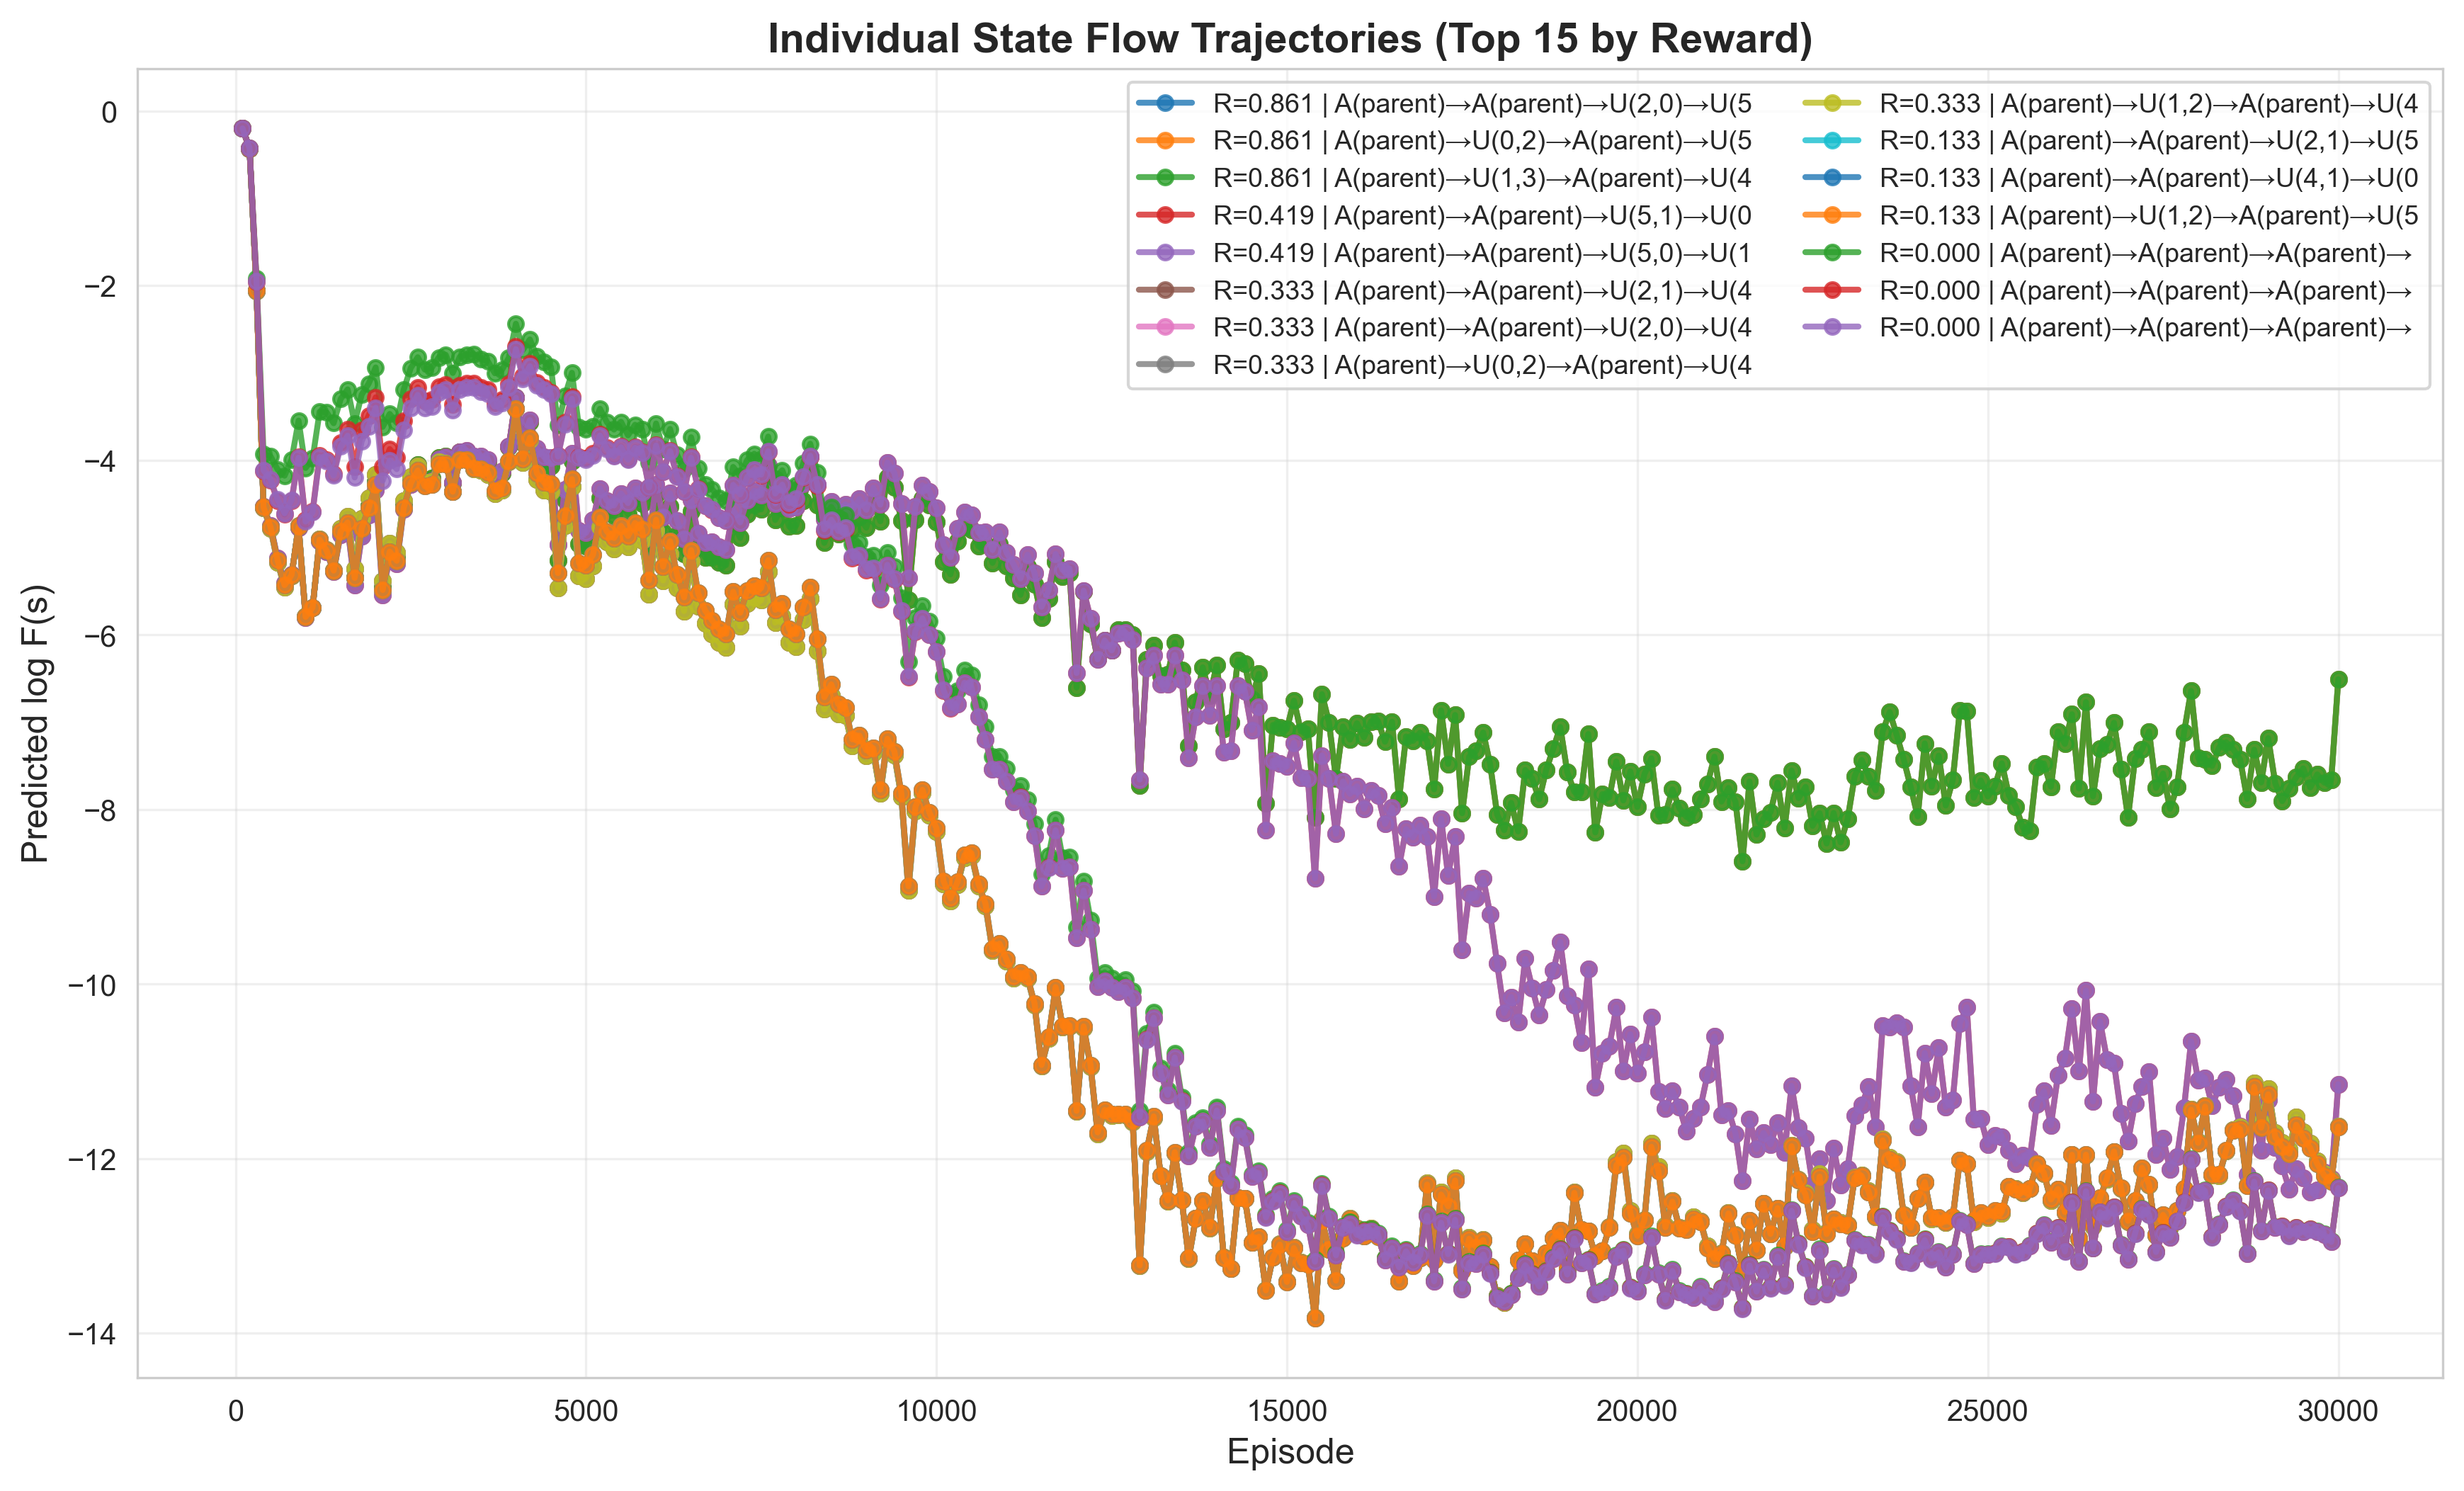 Individual State Flow Trajectories (Top 15 by Reward)
R=0.861 | A(parent)→A(parent)→U(2,0)→U(5
R=0.861 | A(parent)→U(0,2)→A(parent)→U(5
R=0.861 | A(parent)→U(1,3)→A(parent)→U(4
R=0.419 | A(parent)→A(parent)→U(5,1)→U(0
R=0.419 | A(parent)→A(parent)→U(5,0)→U(1
R=0.333 | A(parent)→A(parent)→U(2,1)→U(4
R=0.333 | A(parent)→A(parent)→U(2,0)→U(4
R=0.333 | A(parent)→U(0,2)→A(parent)→U(4
R=0.333 | A(parent)→U(1,2)→A(parent)→U(4
R=0.133 | A(parent)→A(parent)→U(2,1)→U(5
R=0.133 | A(parent)→A(parent)→U(4,1)→U(0
R=0.133 | A(parent)→U(1,2)→A(parent)→U(5
R=0.000 | A(parent)→A(parent)→A(parent)→
R=0.000 | A(parent)→A(parent)→A(parent)→
R=0.000 | A(parent)→A(parent)→A(parent)→
Predicted log F(s)
0
−2
−4
−6
−8
−10
−12
−14
0 5000 10000 15000 20000 25000 30000
Episode